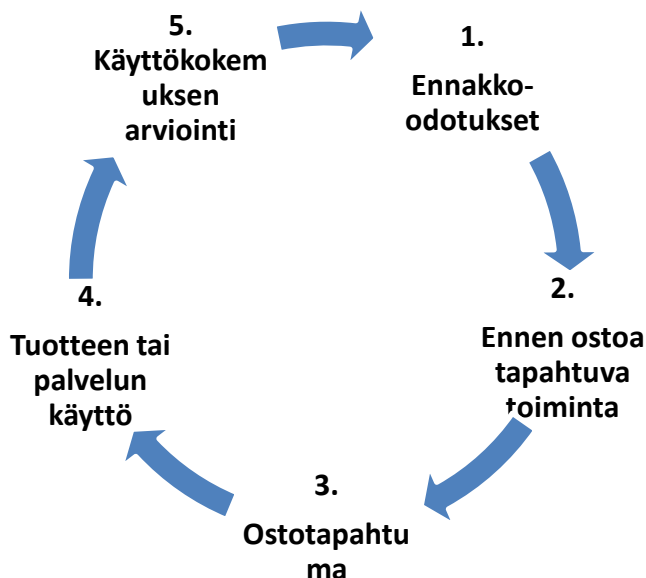 1.
Ennakko-
odotukset
2.
Ennen ostoa
tapahtuva
toiminta
3.
Ostotapahtu
ma
4.
Tuotteen tai
palvelun
käyttö
5.
Käyttökokem
uksen
arviointi